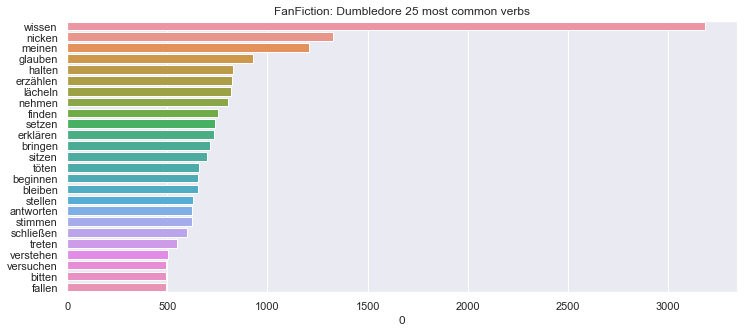 FanFiction: Dumbledore 25 most common verbs
wissen
nicken
meinen
glauben
halten
erzählen
lächeln
nehmen
finden
setzen
erklären
bringen
sitzen
töten
beginnen
bleiben
stellen
antworten
stimmen
schließen
treten
verstehen
versuchen
bitten
fallen
0 500 1000 1500 2000 2500 3000
0